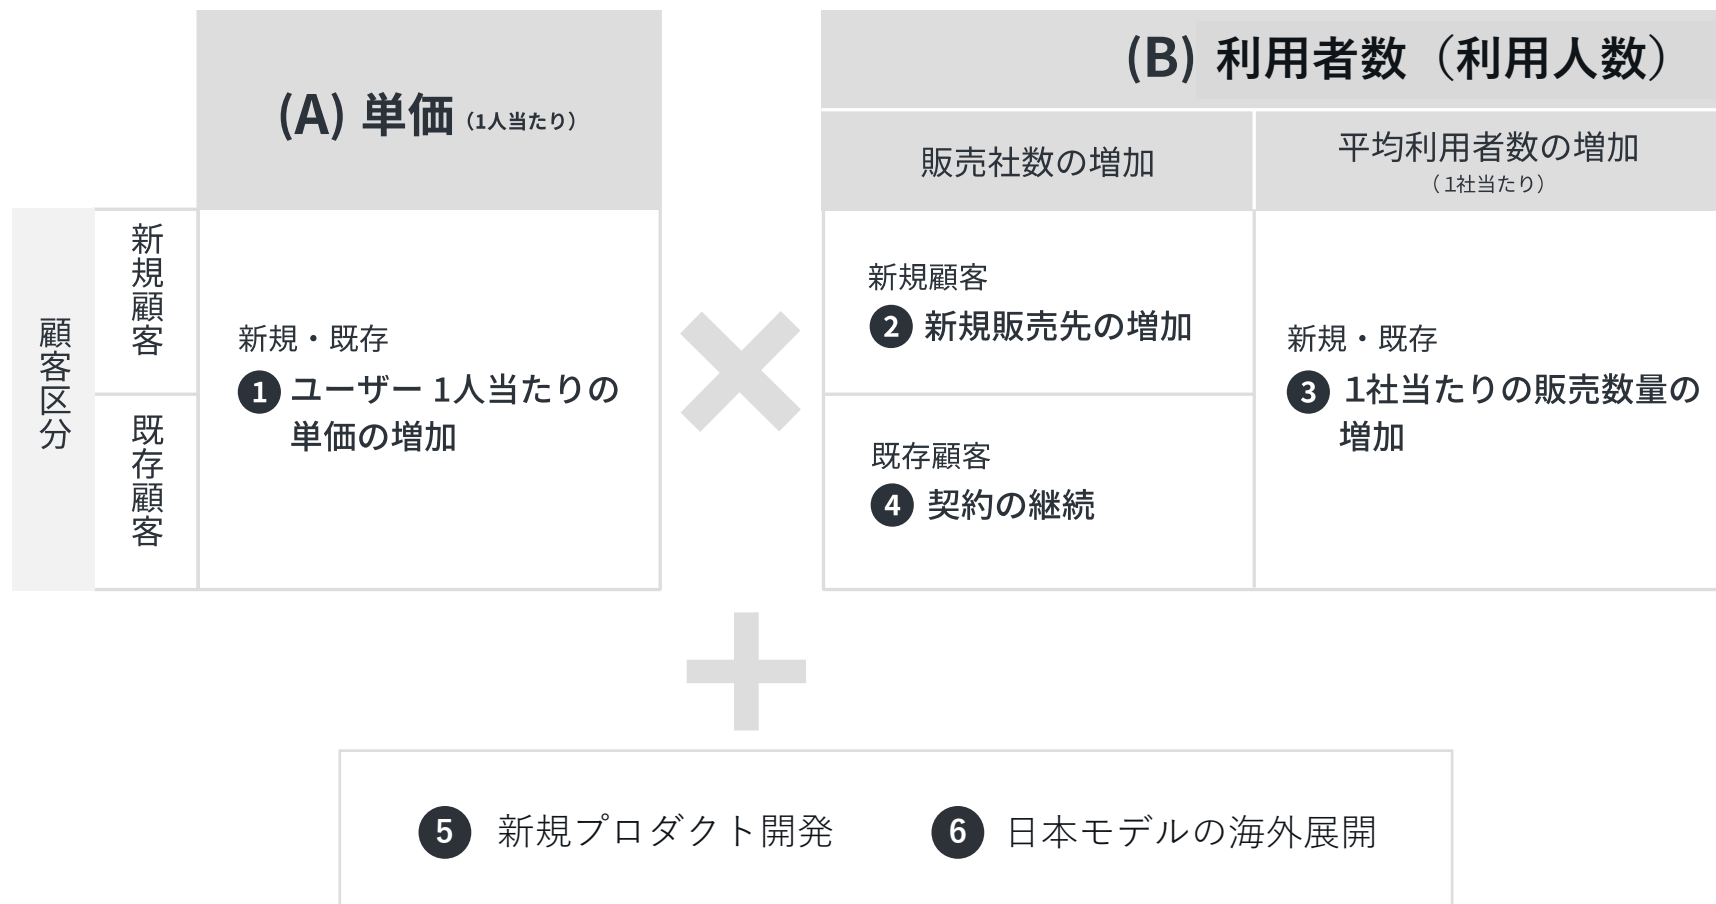 (A) 単価 (1人当たり)
(B) 利用者数（利用人数）
販売社数の増加
平均利用者数の増加
（1社当たり）
顧客区分
新規顧客
既存顧客
新規・既存
1 ユーザー 1人当たりの
単価の増加
新規顧客
2 新規販売先の増加
既存顧客
4 契約の継続
新規・既存
3 1社当たりの販売数量の
増加
5 新規プロダクト開発
6 日本モデルの海外展開